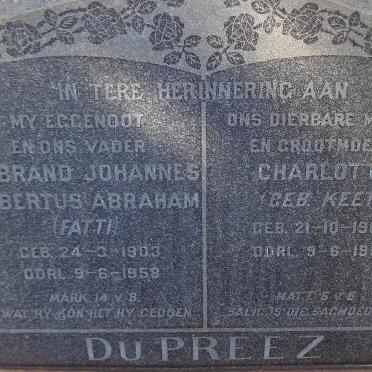 'IN TERE HERINNERING AAN
MY EGGENOOT
EN ONS VADER
BRAND JOHANNES
BERTUS ABRAHAM
(FATTI)
GEB. 24-3-1903
OORL. 9-6-1958
MARK. 14 V. 8.
WAT HY KON HET HY GEDOEN
ONS DIERBARE M
EN GROOTMOE
CHARLOTT
(GEB. KEET
GEB. 21-10-19
OORL. 9-6-19
MATT. 5 V. 5
SALIG IS DIE SAGMOED
DU PREEZ